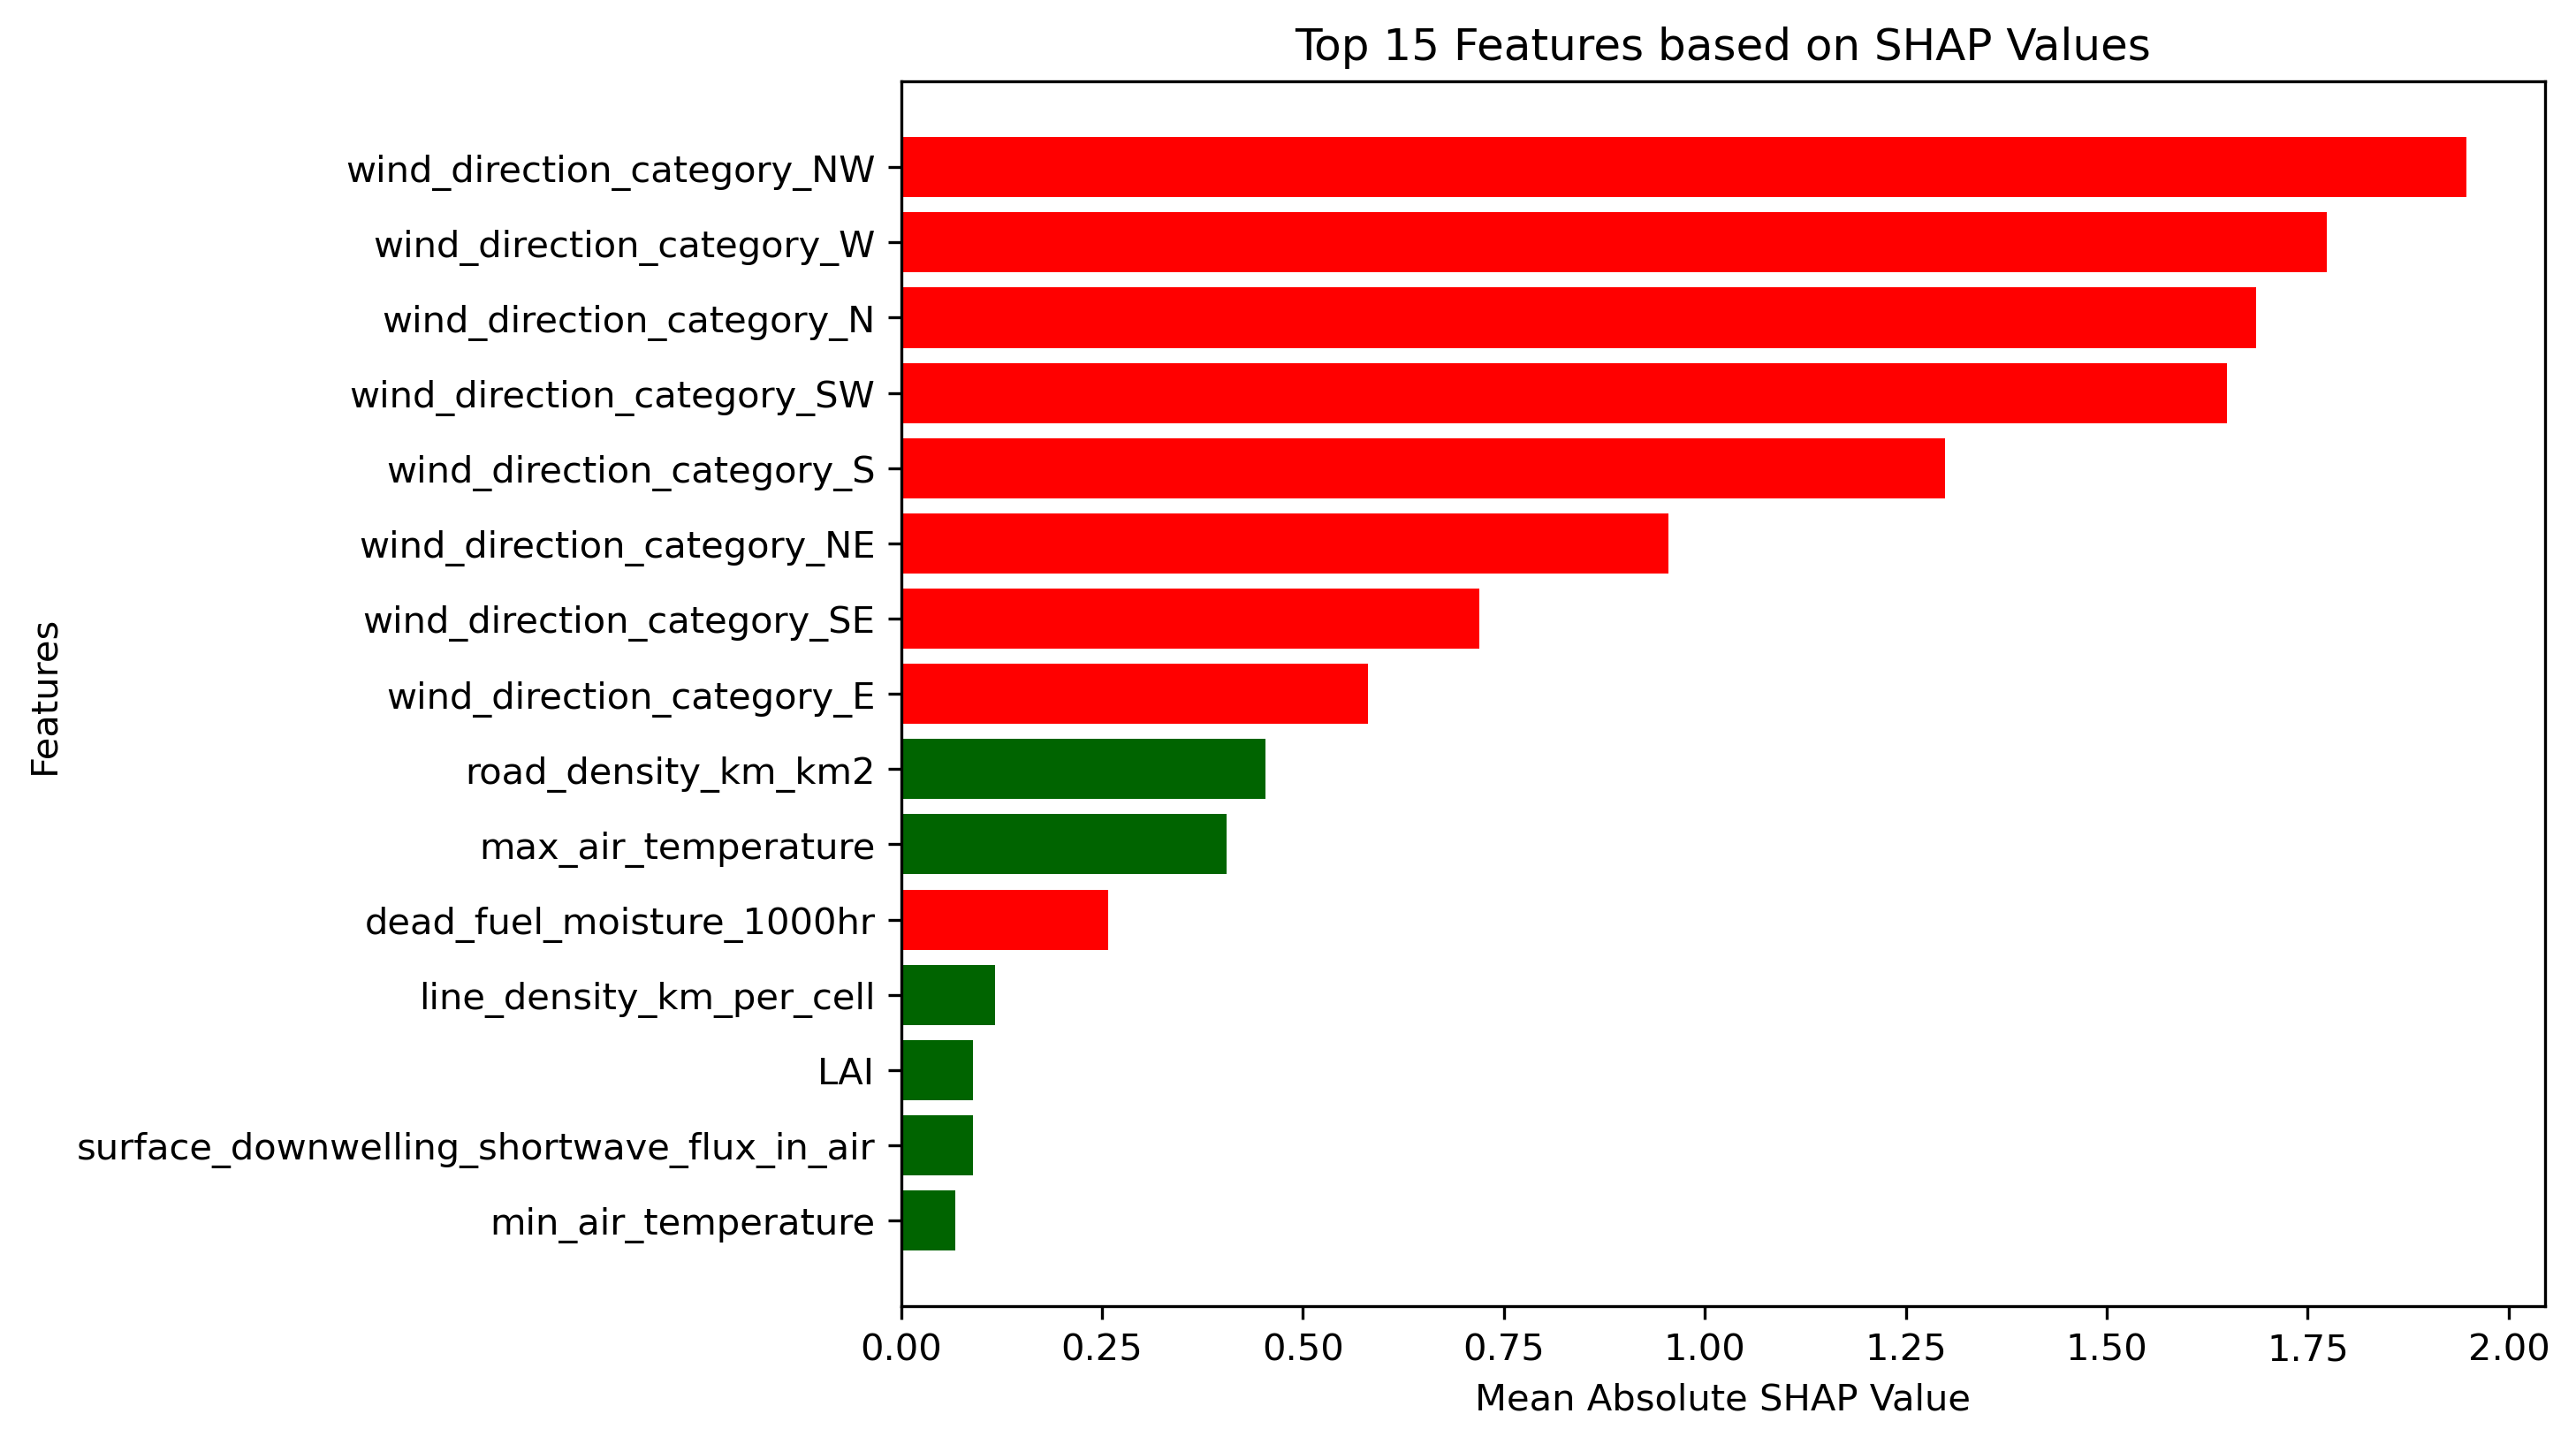 Top 15 Features based on SHAP Values
wind_direction_category_NW
wind_direction_category_W
wind_direction_category_N
wind_direction_category_SW
wind_direction_category_S
wind_direction_category_NE
wind_direction_category_SE
wind_direction_category_E
road_density_km_km2
max_air_temperature
dead_fuel_moisture_1000hr
line_density_km_per_cell
LAI
surface_downwelling_shortwave_flux_in_air
min_air_temperature
Features
0.00 0.25 0.50 0.75 1.00 1.25 1.50 1.75 2.00
Mean Absolute SHAP Value